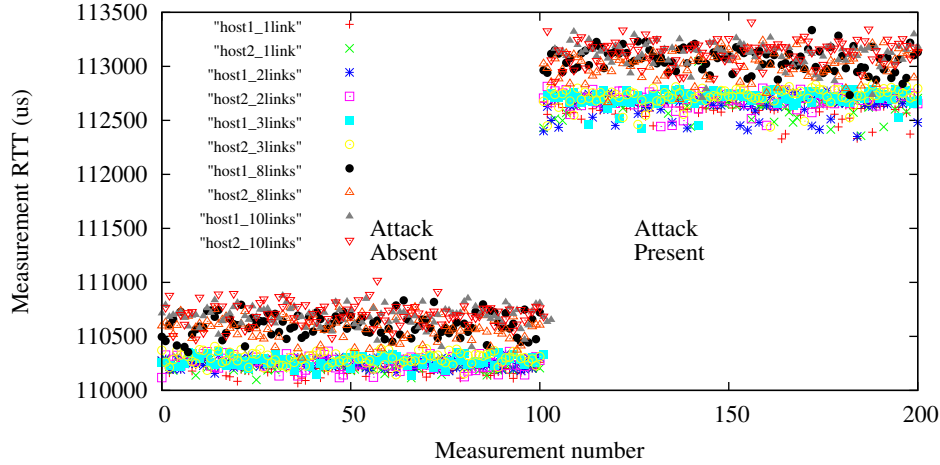 113500
113000
112500
112000
111500
111000
110500
110000
Measurement RTT (us)
"host1_1link"
"host2_1link"
"host1_2links"
"host2_2links"
"host1_3links"
"host2_3links"
"host1_8links"
"host2_8links"
"host1_10links"
"host2_10links"
Attack
Absent
Attack
Present
0
50
100
150
200
Measurement number